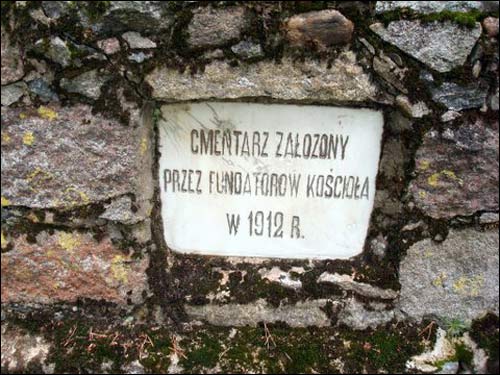 CMENTARZ ZAŁOZONY
PRZEZ FUNDATORÓW KOŚCIOŁA
W 1912 R.